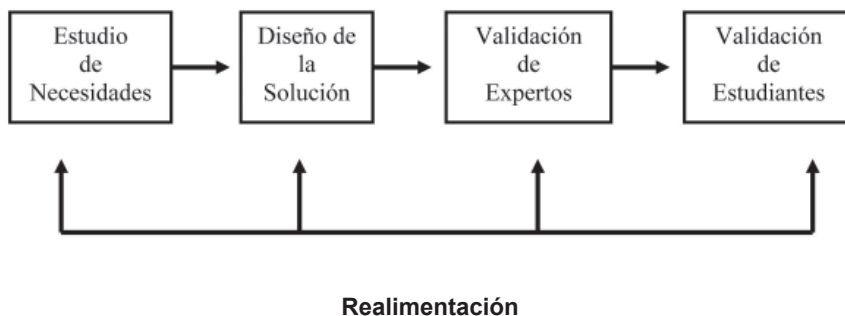 Estudio
de
Necesidades
Diseño de
la
Solución
Validación
de
Expertos
Validación
de
Estudiantes
Realimentación